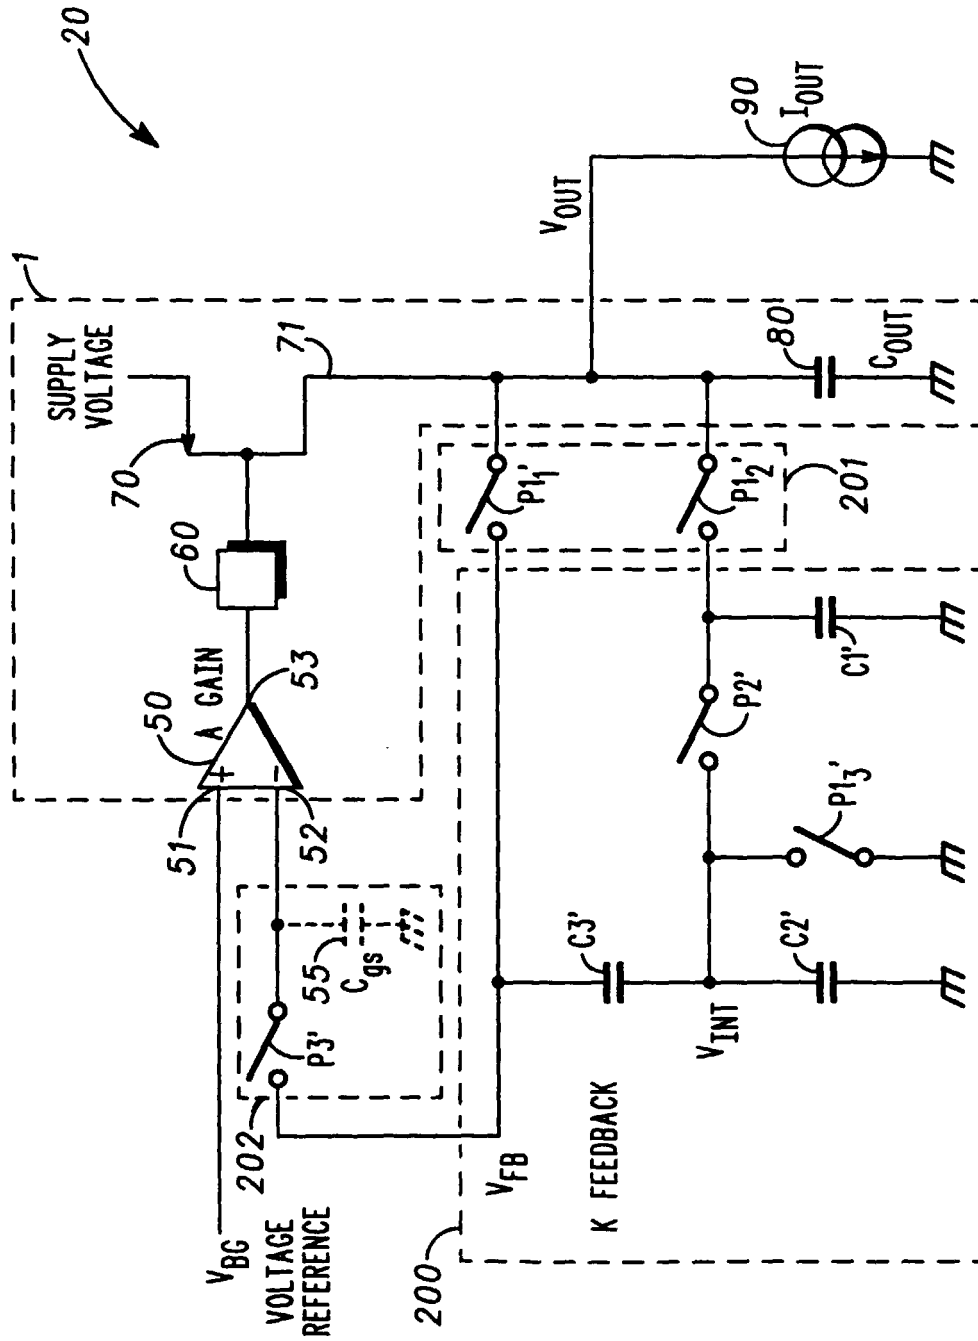 20
1
SUPPLY
VOLTAGE
70
71
60
A GAIN
50
53
51
+
−
52
V_BG
VOLTAGE
REFERENCE
202
P3'
55
C_gs
V_FB
200
K FEEDBACK
V_INT
C3'
C2'
P1_3'
P2'
C1'
P1_1'
P1_2'
201
80
C_OUT
V_OUT
90
I_OUT